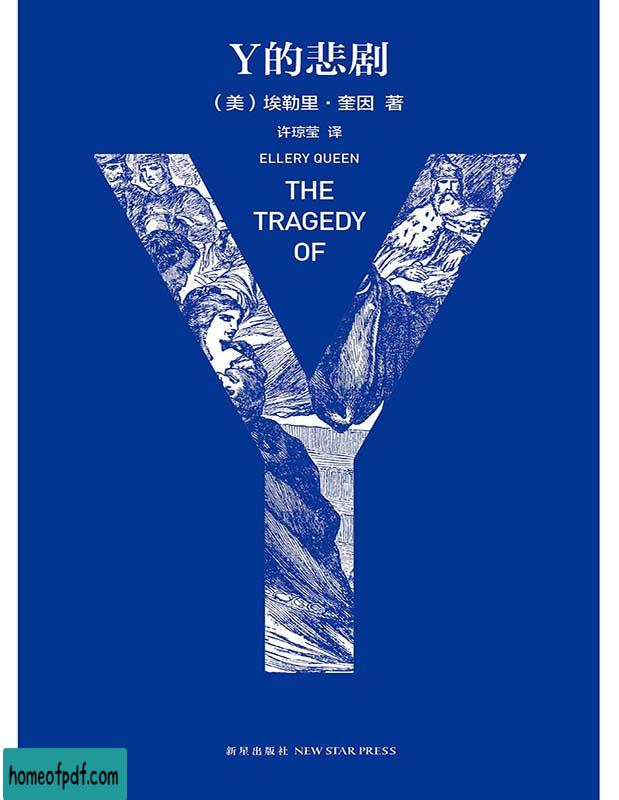 Y的悲剧
（美）埃勒里·奎因 著
许琼莹 译
ELLERY QUEEN
THE
TRAGEDY
OF
Y
新星出版社 NEW STAR PRESS
homeofpdf.com